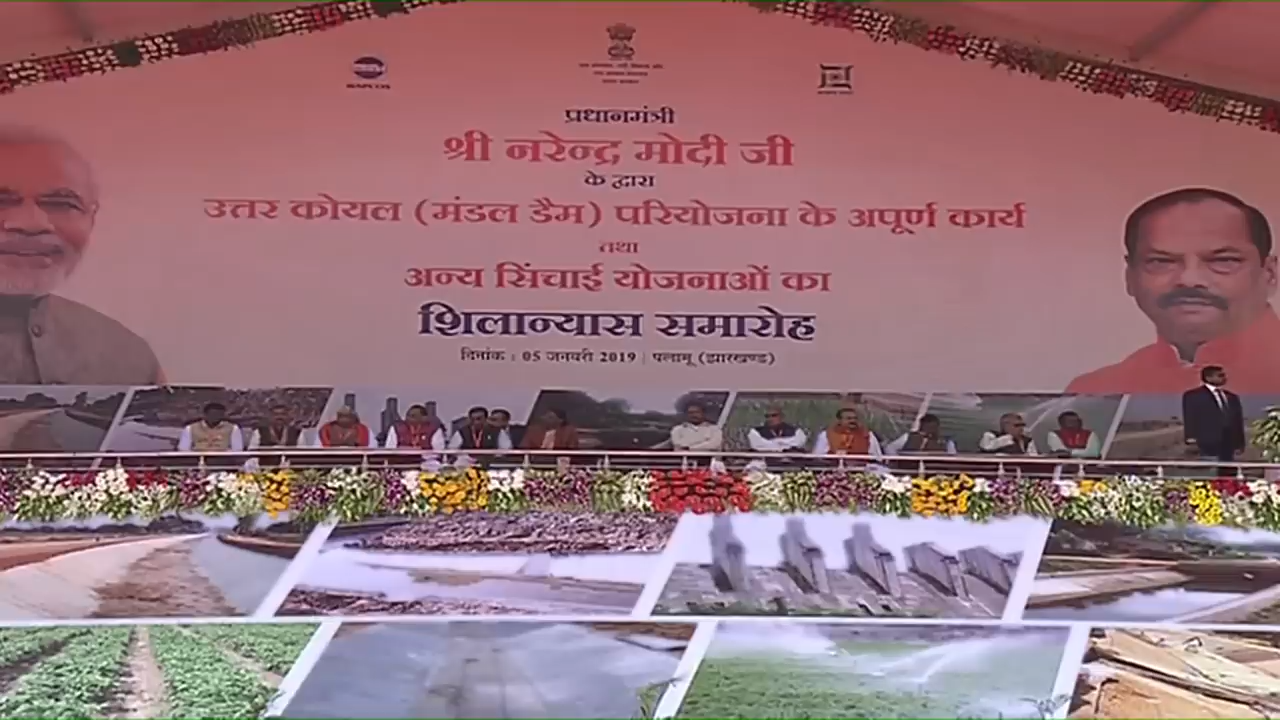 WAPCOS
प्रधानमंत्री
श्री नरेन्द्र मोदी जी
के द्वारा
उत्तर कोयल (मंडल डैम) परियोजना के अपूर्ण कार्य
तथा
अन्य सिंचाई योजनाओं का
शिलान्यास समारोह
दिनांक : 05 जनवरी 2019 | पलामू (झारखण्ड)